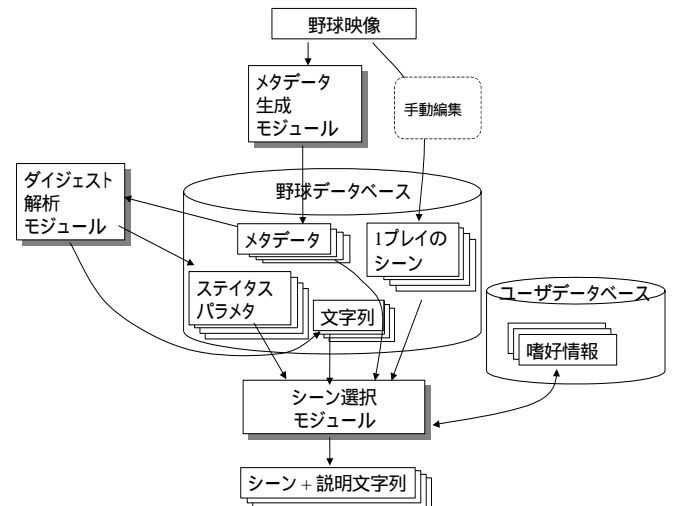 野球映像
メタデータ
生成
モジュール
手動編集
ダイジェスト
解析
モジュール
野球データベース
メタデータ
1プレイの
シーン
ステイタス
パラメタ
文字列
ユーザデータベース
嗜好情報
シーン選択
モジュール
シーン + 説明文字列